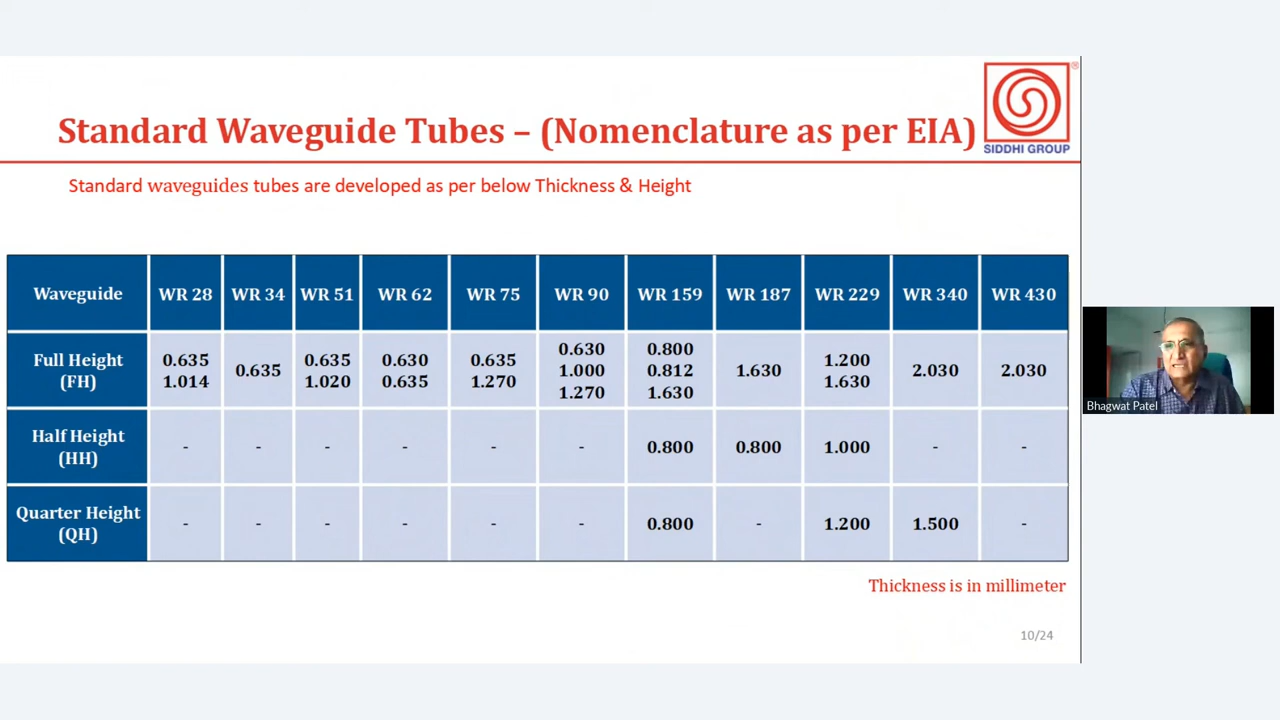 SIDDHI GROUP
®
Standard Waveguide Tubes – (Nomenclature as per EIA)
Standard waveguides tubes are developed as per below Thickness & Height
Waveguide WR 28 WR 34 WR 51 WR 62 WR 75 WR 90 WR 159 WR 187 WR 229 WR 340 WR 430
Full Height (FH) 0.635 1.014 0.635 0.635 1.020 0.630 0.635 0.635 1.270 0.630 1.000 1.270 0.800 0.812 1.630 1.630 1.200 1.630 2.030 2.030
Half Height (HH) - - - - - - 0.800 0.800 1.000 - -
Quarter Height (QH) - - - - - - 0.800 - 1.200 1.500 -
Thickness is in millimeter
10/24
Bhagwat Patel